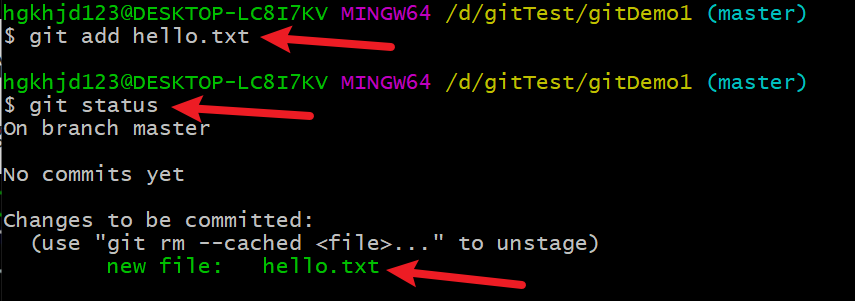 hgkhjd123@DESKTOP-LC8I7KV MINGW64 /d/gitTest/gitDemo1 (master)
$ git add hello.txt
hgkhjd123@DESKTOP-LC8I7KV MINGW64 /d/gitTest/gitDemo1 (master)
$ git status
On branch master
No commits yet
Changes to be committed:
  (use "git rm --cached <file>..." to unstage)
        new file:   hello.txt